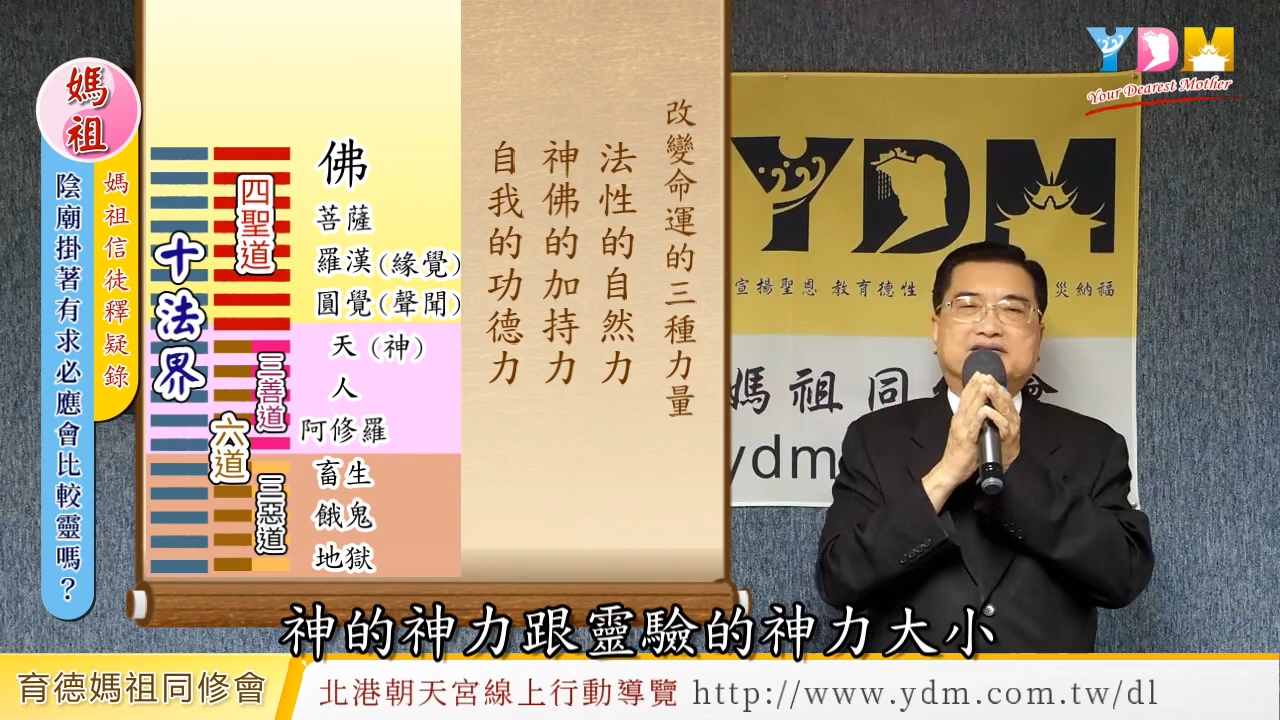 媽祖
媽祖信徒釋疑錄
陰廟掛著有求必應會比較靈嗎？
十法界
四聖道
三善道
六道
三惡道
佛
菩薩
羅漢(緣覺)
圓覺(聲聞)
天(神)
人
阿修羅
畜生
餓鬼
地獄
改變命運的三種力量
法性的自然力
神佛的加持力
自我的功德力
YDM
Your Dearest Mother
YDM
宣揚聖恩 教育德性
災納福
媽祖同
會
ydm
神的神力跟靈驗的神力大小
育德媽祖同修會
北港朝天宮線上行動導覽 http://www.ydm.com.tw/dl